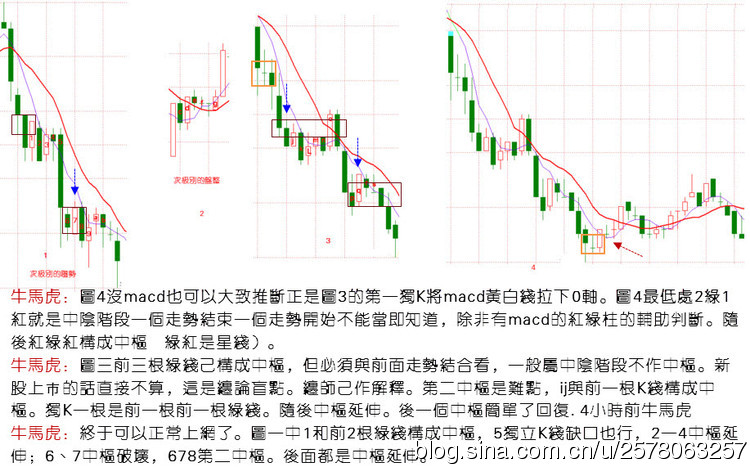 次級別的趨勢
1
次級別的盤整
2
3
4
牛馬虎：圖4沒macd也可以大致推斷正是圖3的第一獨K將macd黃白綫拉下0軸。圖4最低處2綠1
紅就是中陰階段一個走勢結束一個走勢開始不能當即知道，除非有macd的紅綠柱的輔助判斷。隨
後紅綠紅構成中樞 綠紅是星綫）。
牛馬虎：圖三前三根綠綫己構成中樞，但必須與前面走勢結合看，一般屬中陰階段不作中樞。新
股上市的話直接不算，這是纏論盲點。纏師己作解釋。第二中樞是難點，ij與前一根K綫構成中
樞。獨K一根是前一根前一根綠綫。隨後中樞延伸。後一個中樞簡單了回復.4小時前牛馬虎
牛馬虎：終于可以正常上網了。圖一中1和前2根綠綫構成中樞，5獨立K綫缺口也行，2—4中樞延
伸；6、7中樞破壞，678第二中樞。後面都是中樞延伸。
blog.sina.com.cn/u/2578063257